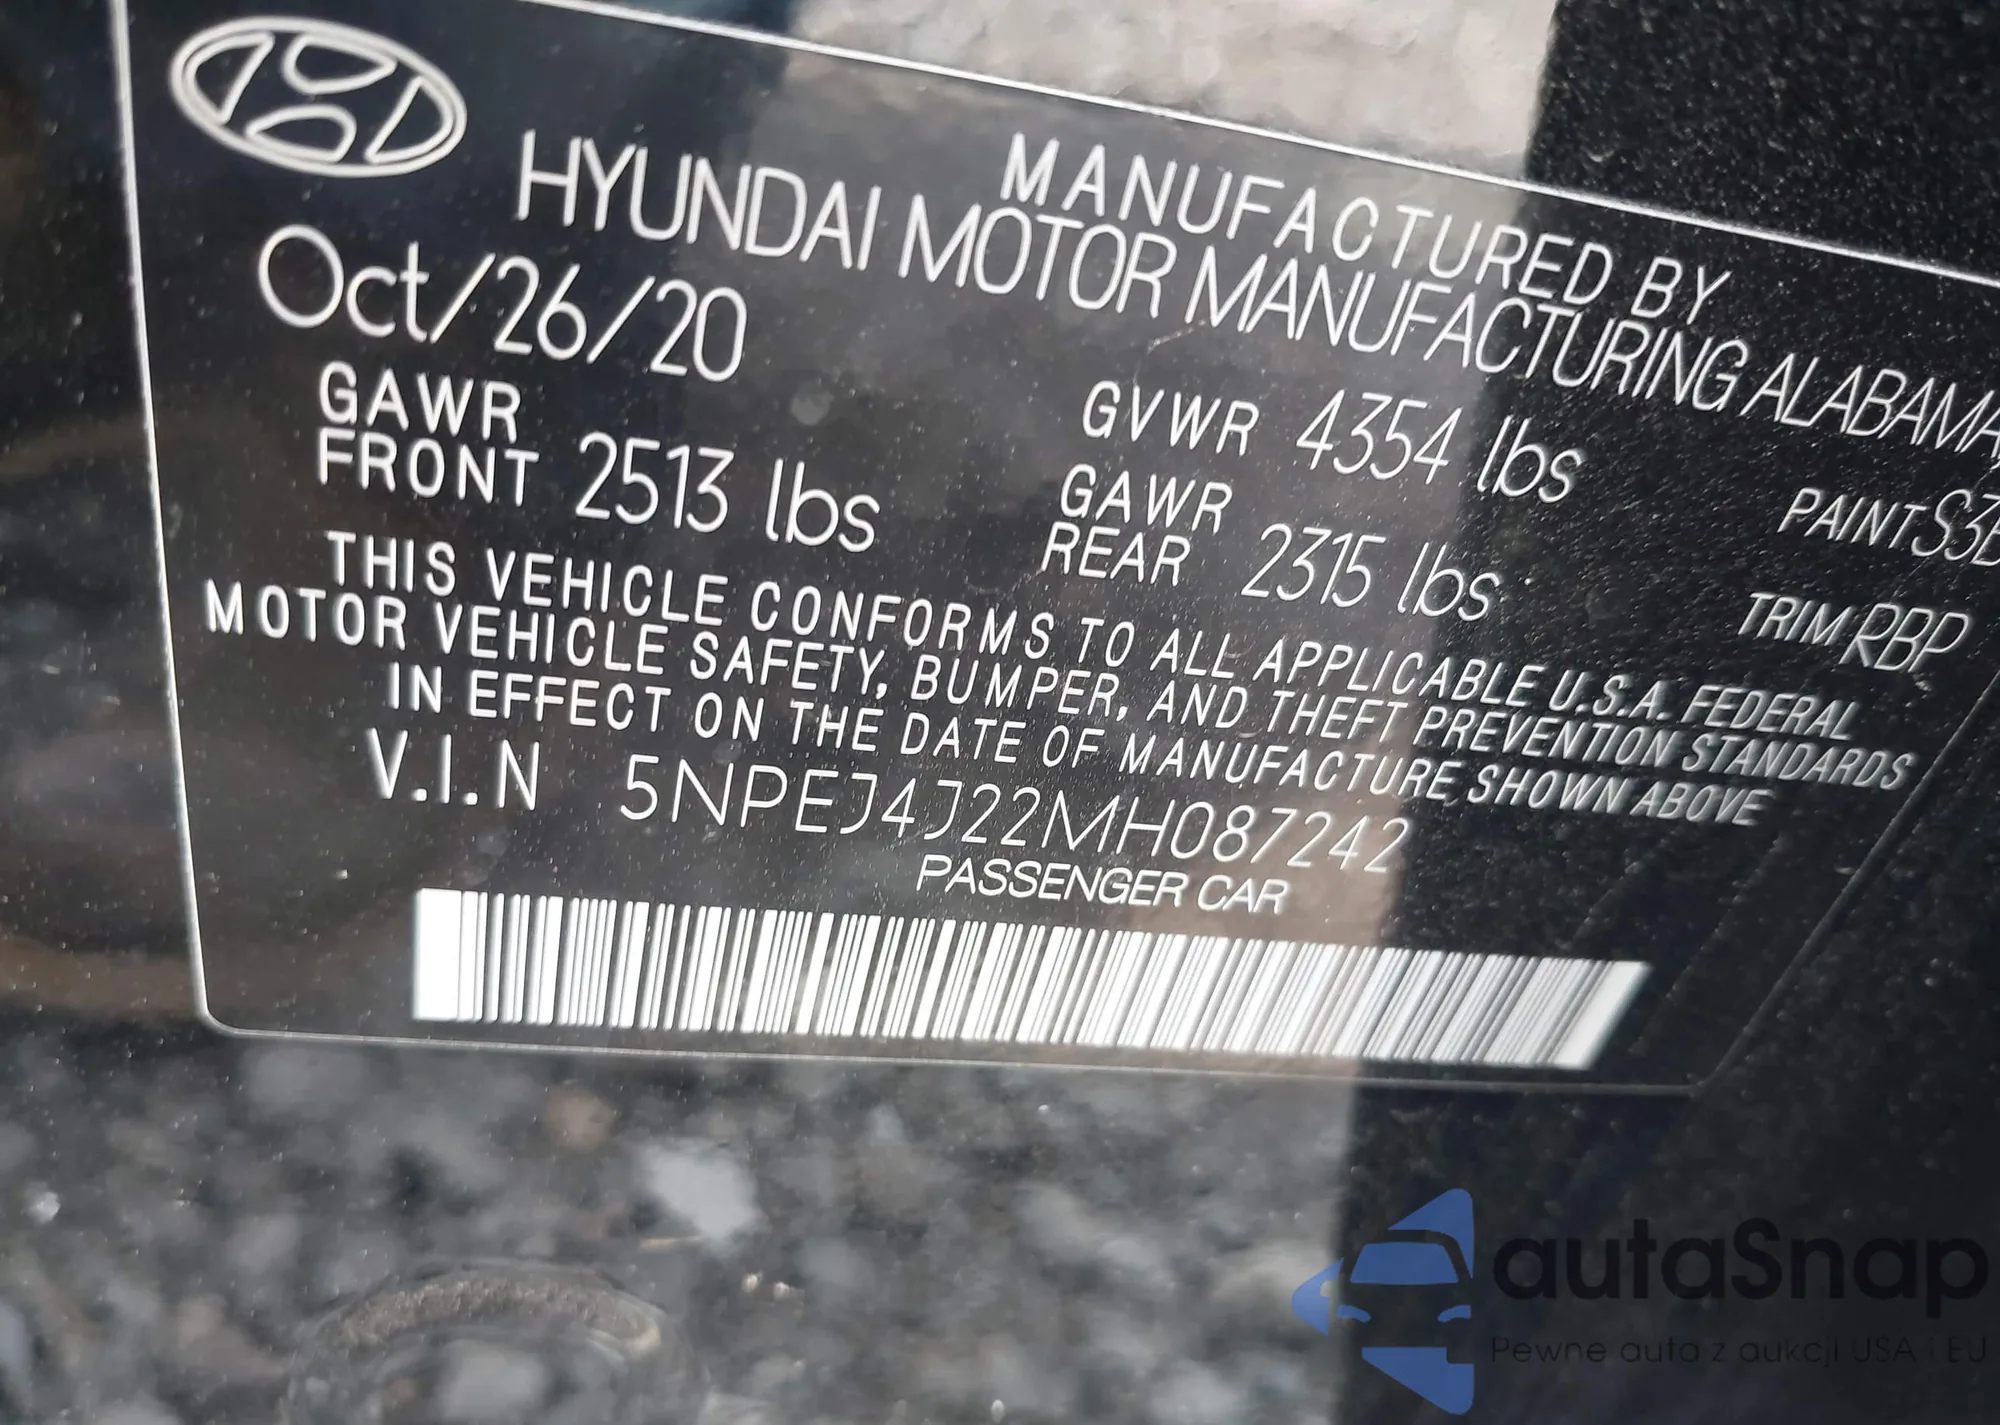 MANUFACTURED BY
HYUNDAI MOTOR MANUFACTURING ALABAMA,
Oct/26/20
GVWR 4354 lbs
GAWR FRONT 2513 lbs
GAWR REAR 2315 lbs
PAINT S3B
TRIM RBP
THIS VEHICLE CONFORMS TO ALL APPLICABLE U.S.A. FEDERAL
MOTOR VEHICLE SAFETY, BUMPER, AND THEFT PREVENTION STANDARDS
IN EFFECT ON THE DATE OF MANUFACTURE SHOWN ABOVE
V.I.N 5NPEJ4J22MH087242
PASSENGER CAR
autaSnap
Pewne auta z aukcji USA i EU